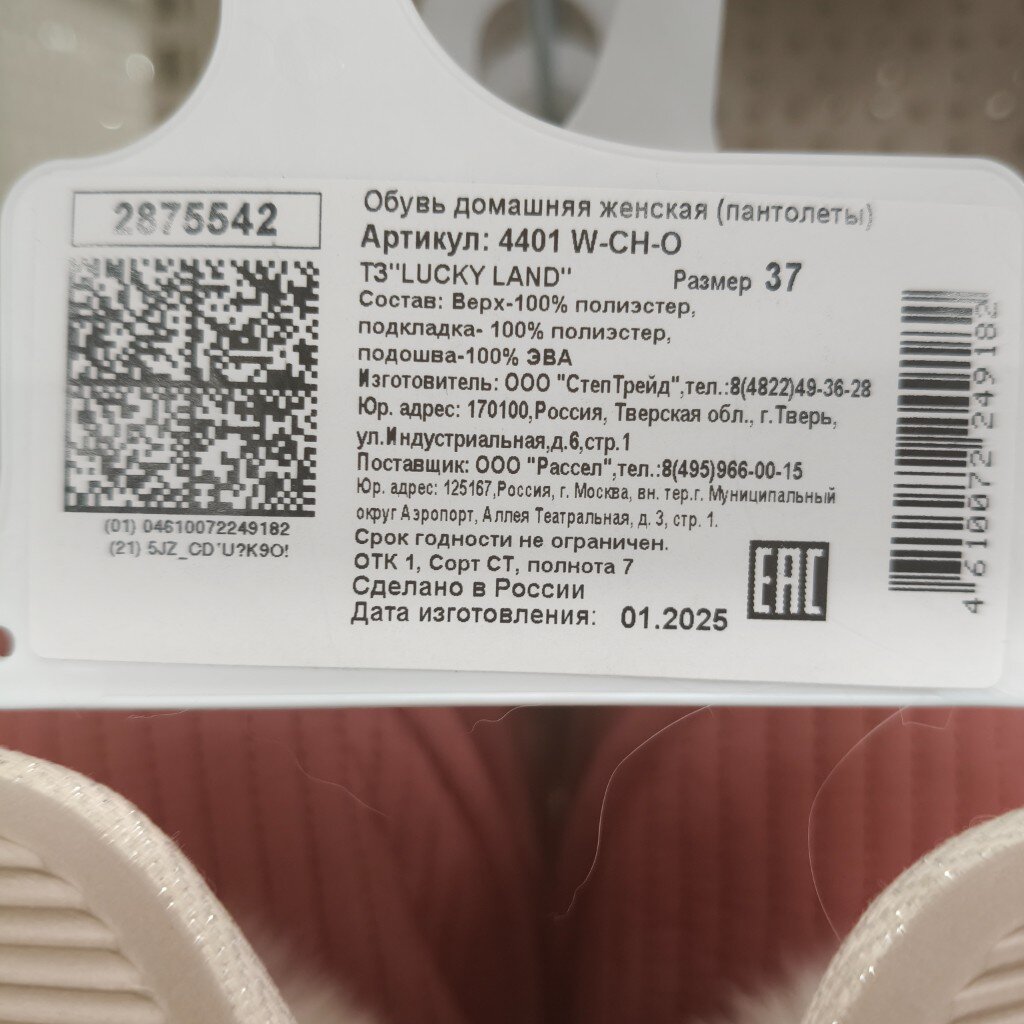 2875542
(01) 04610072249182
(21) 5JZ_CD'U?K9O!
Обувь домашняя женская (пантолеты)
Артикул: 4401 W-CH-O
ТЗ"LUCKY LAND" Размер 37
Состав: Верх-100% полиэстер,
подкладка- 100% полиэстер,
подошва-100% ЭВА
Изготовитель: ООО "СтепТрейд",тел.:8(4822)49-36-28
Юр. адрес: 170100,Россия, Тверская обл., г.Тверь,
ул.Индустриальная,д.6,стр.1
Поставщик: ООО "Рассел",тел.:8(495)966-00-15
Юр. адрес: 125167,Россия, г. Москва, вн. тер.г. Муниципальный
округ Аэропорт, Аллея Театральная, д. 3, стр. 1.
Срок годности не ограничен.
ОТК 1, Сорт СТ, полнота 7
Сделано в России
Дата изготовления: 01.2025
EAC
4610072249182